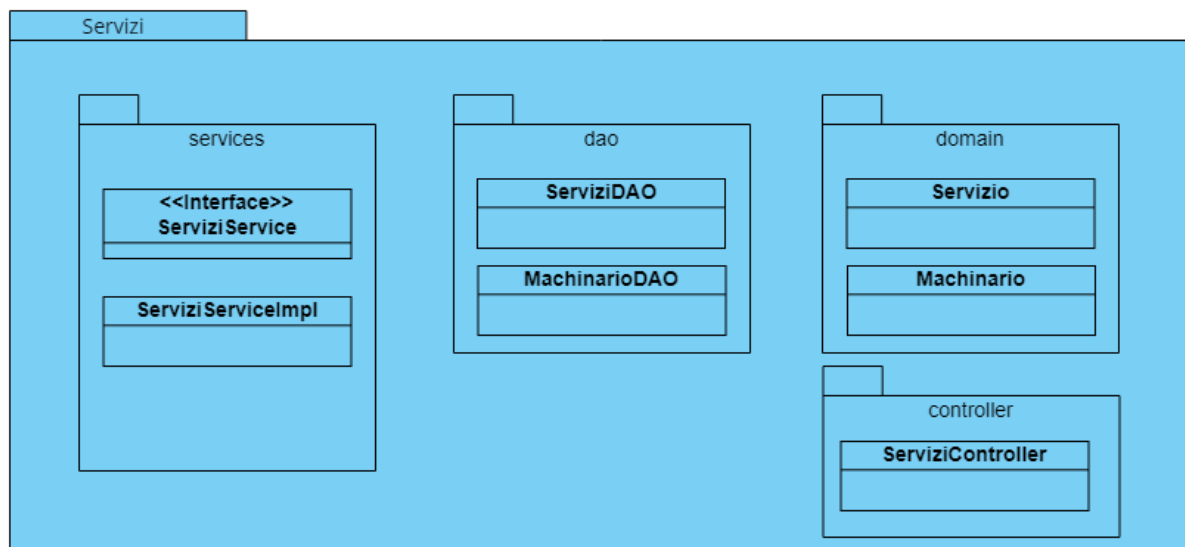 Servizi
services
<<Interface>>
ServiziService
ServiziServiceImpl
dao
ServiziDAO
MachinarioDAO
domain
Servizio
Machinario
controller
ServiziController